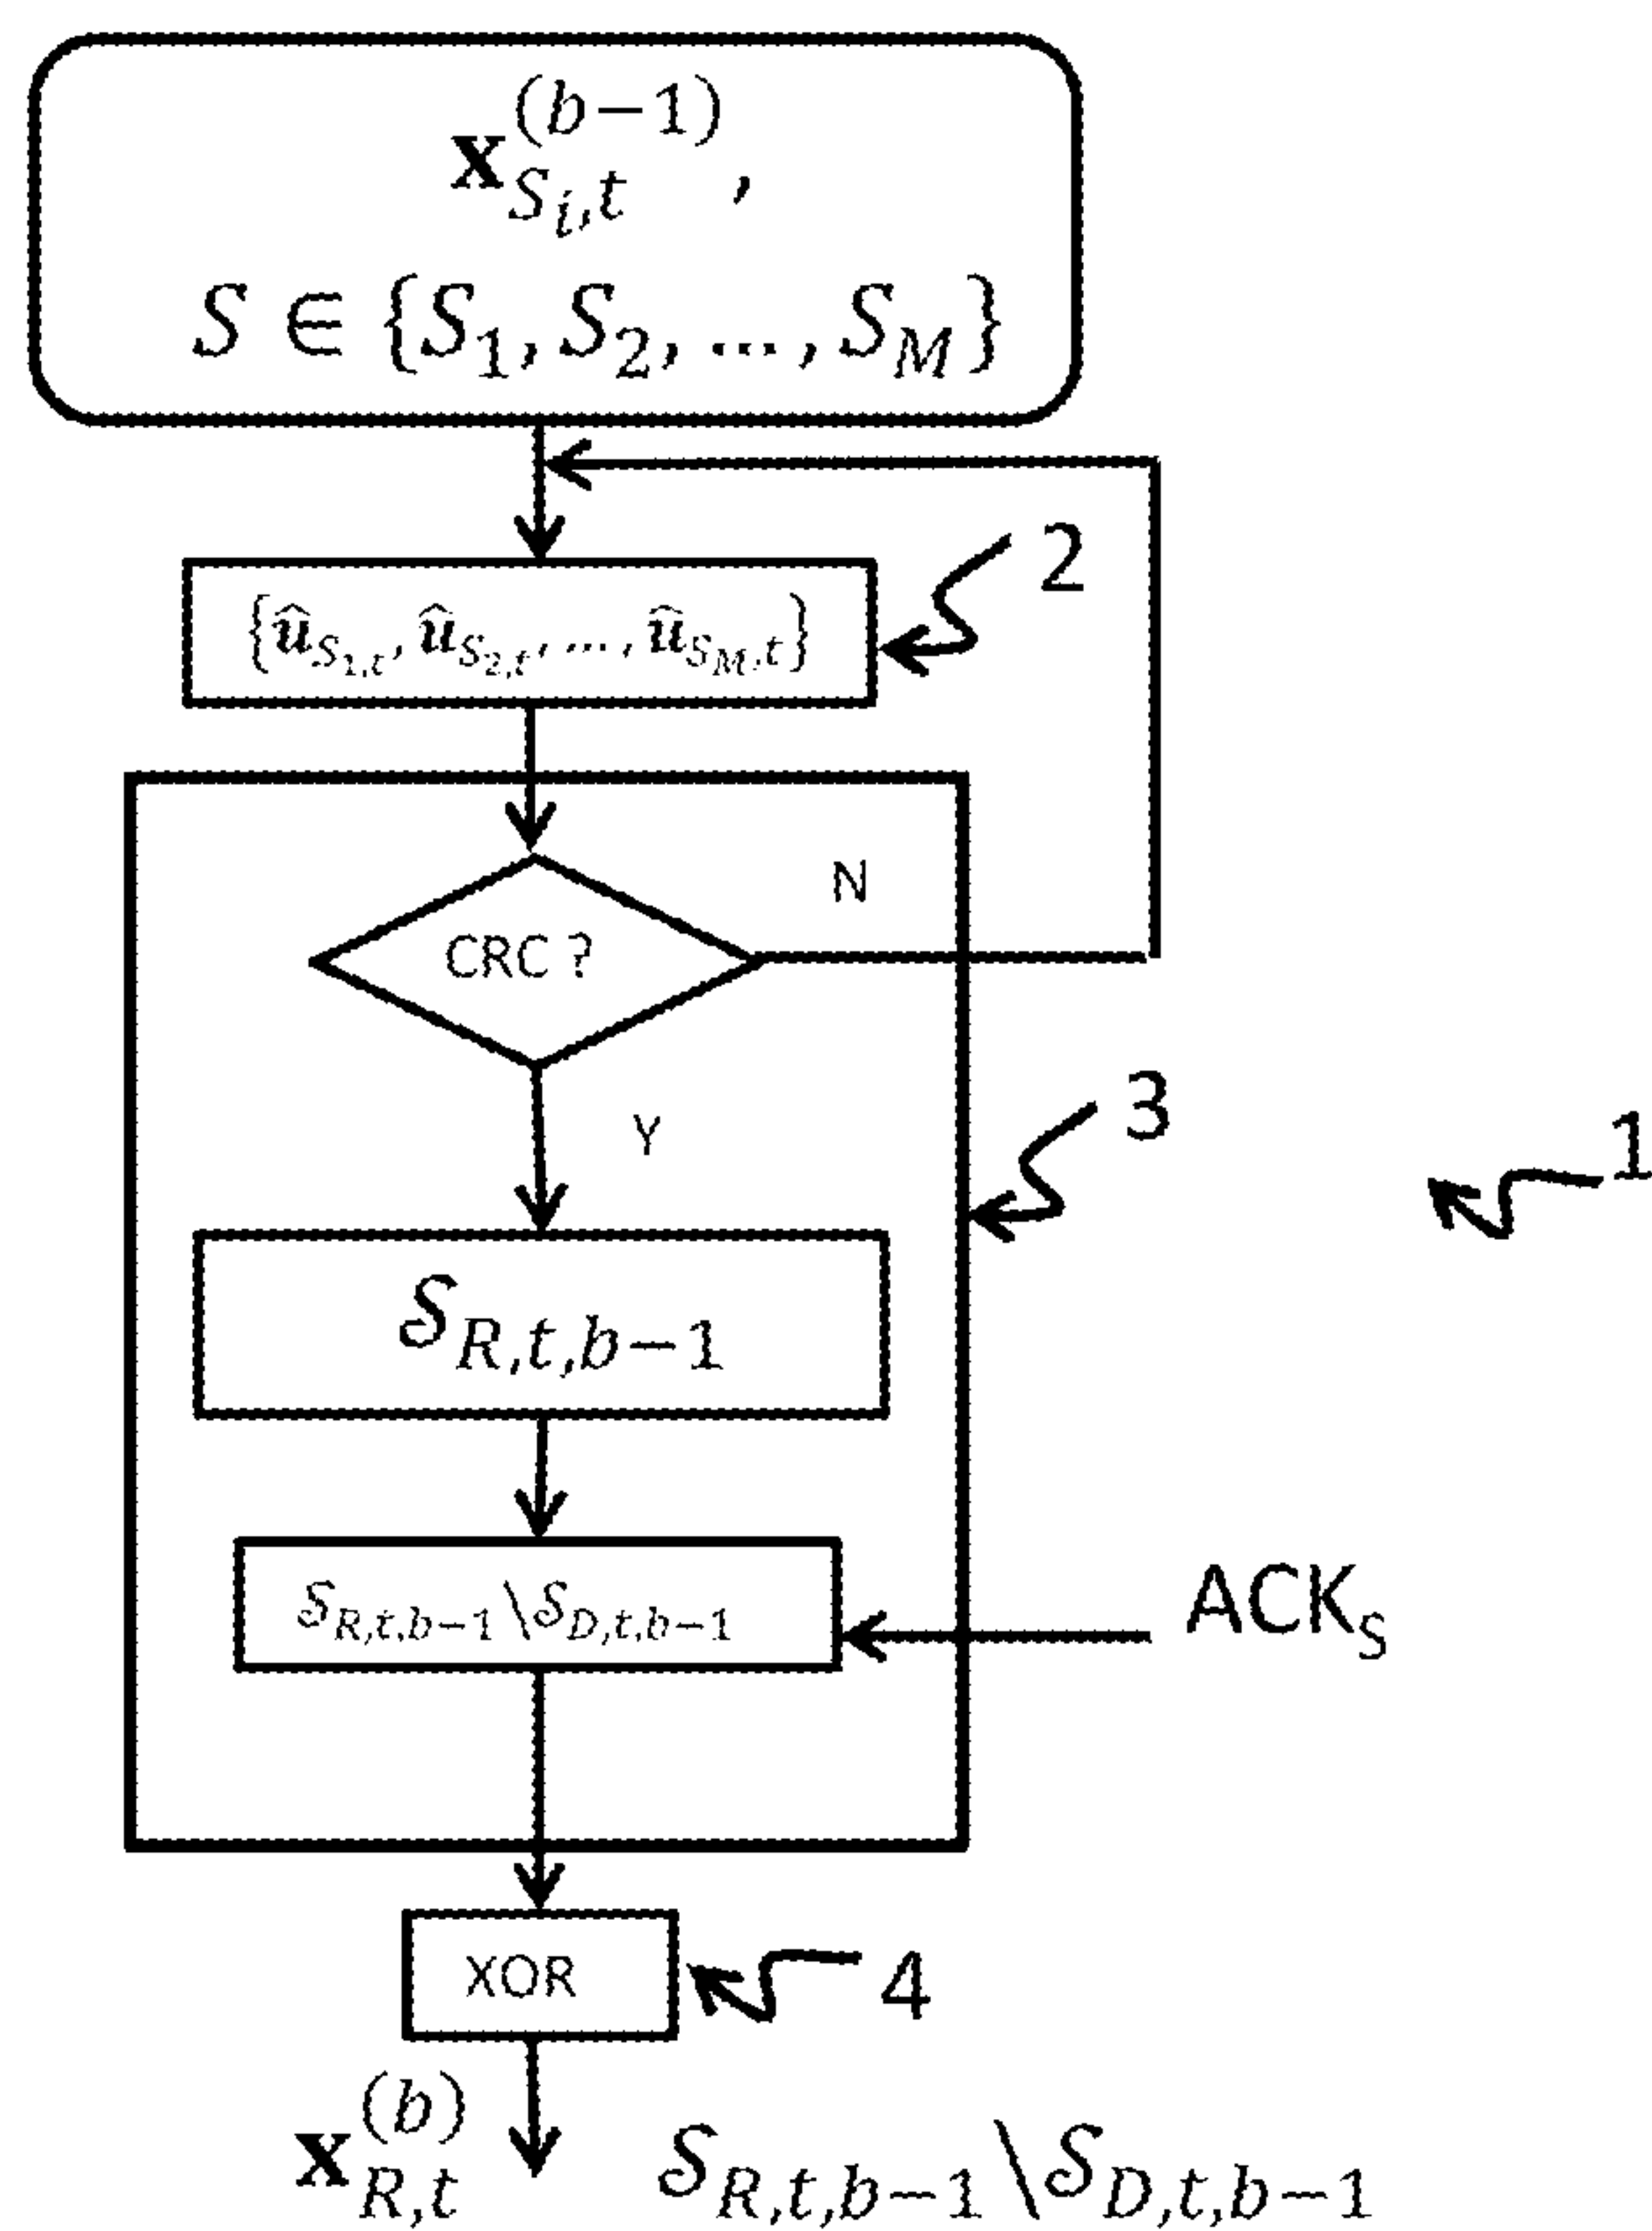 𝐱_{S_i,t}^{(b−1)},
S ∈ {S_1, S_2, ..., S_M}
2
{û_{S_1,t}, û_{S_2,t}, ..., û_{S_M,t}}
N
CRC ?
3
Y
1
𝒮_{R,t,b−1}
𝒮_{R,t,b−1}\𝒮_{D,t,b−1}
ACK_S
XOR
4
𝐱_{R,t}^{(b)} 𝒮_{R,t,b−1}\𝒮_{D,t,b−1}